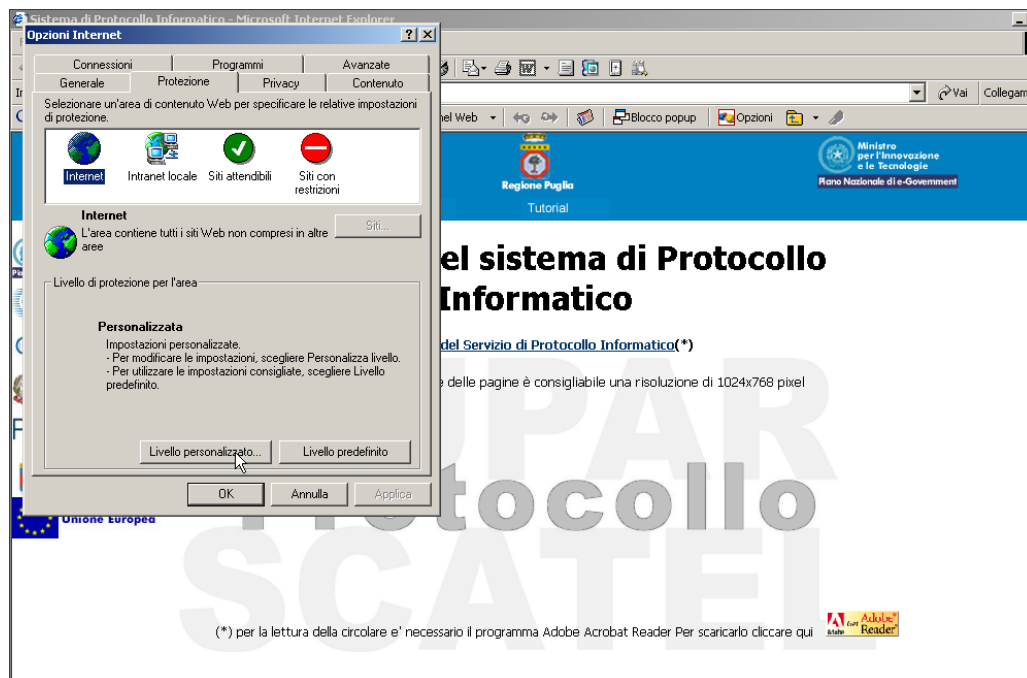 Sistema di Protocollo Informatico - Microsoft Internet Explorer
Opzioni Internet
Connessioni Programmi Avanzate
Generale Protezione Privacy Contenuto
Selezionare un'area di contenuto Web per specificare le relative impostazioni
di protezione.
Internet Intranet locale Siti attendibili Siti con
restrizioni
Internet
L'area contiene tutti i siti Web non compresi in altre
aree
Siti...
Livello di protezione per l'area
Personalizzata
Impostazioni personalizzate.
- Per modificare le impostazioni, scegliere Personalizza livello.
- Per utilizzare le impostazioni consigliate, scegliere Livello
predefinito.
Livello personalizzato... Livello predefinito
OK Annulla Applica
Vai Collegam
nel Web Blocco popup Opzioni
Regione Puglia
Ministro
per l'Innovazione
e le Tecnologie
Piano Nazionale di e-Government
Tutorial
el sistema di Protocollo
Informatico
del Servizio di Protocollo Informatico(*)
delle pagine è consigliabile una risoluzione di 1024x768 pixel
RUPAR
Protocollo
SCATEL
Unione Europea
(*) per la lettura della circolare e' necessario il programma Adobe Acrobat Reader Per scaricarlo cliccare qui
Adobe
Get Adobe
Reader